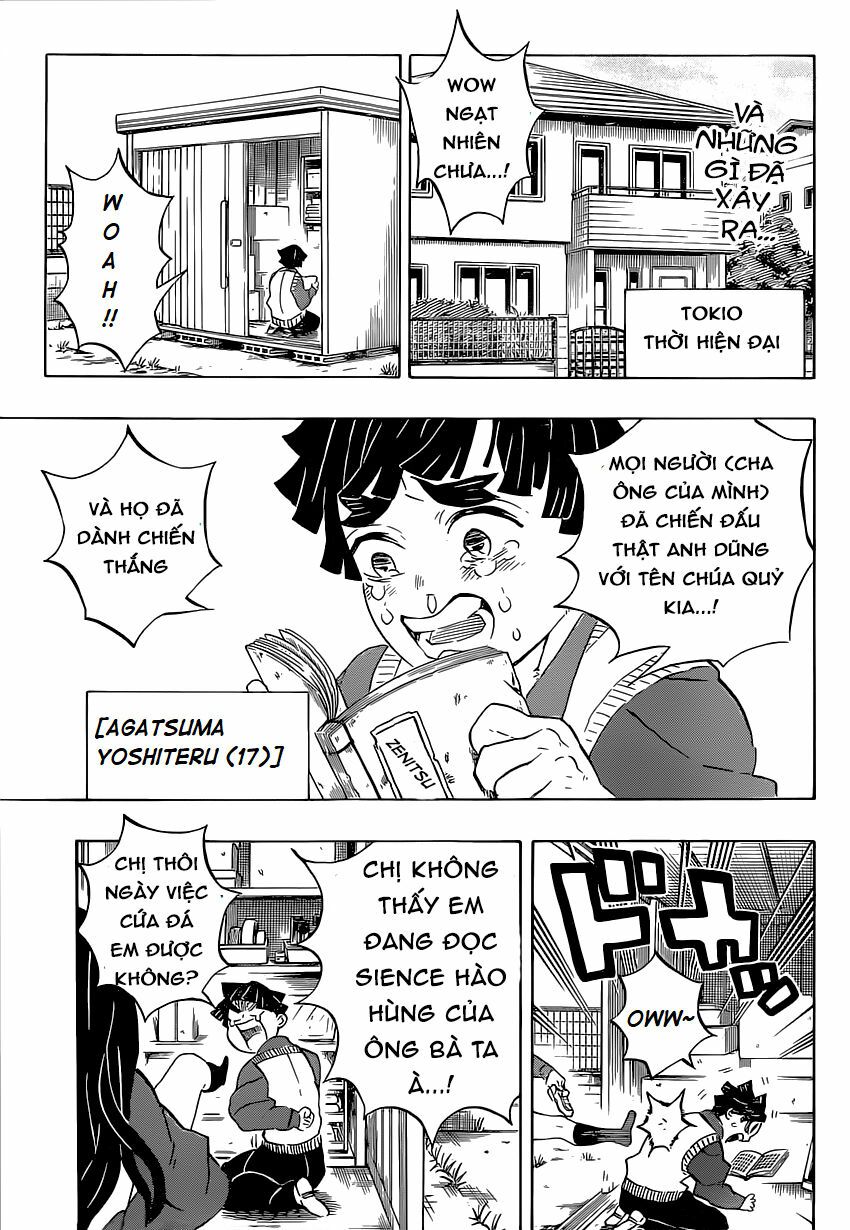 VÀ
NHỮNG
GÌ ĐÃ
XẢY
RA...
WOW
NGẠT
NHIÊN
CHƯA...!
TOKIO
THỜI HIỆN ĐẠI
W
O
A
H
!!
MỌI NGƯỜI (CHA
ÔNG CỦA MÌNH)
ĐÃ CHIẾN ĐẤU
THẬT ANH DŨNG
VỚI TÊN CHÚA QUỶ
KIA...!
VÀ HỌ ĐÃ
DÀNH CHIẾN
THẮNG
ZENITSU
[AGATSUMA
YOSHITERU (17)]
ドガッ
OWW~
CHỊ KHÔNG
THẤY EM
ĐANG ĐỌC
SIENCE HÀO
HÙNG CỦA
ÔNG BÀ TA
À...!
CHỊ THÔI
NGÀY VIỆC
CỨA ĐÁ
EM ĐƯỢC
KHÔNG?